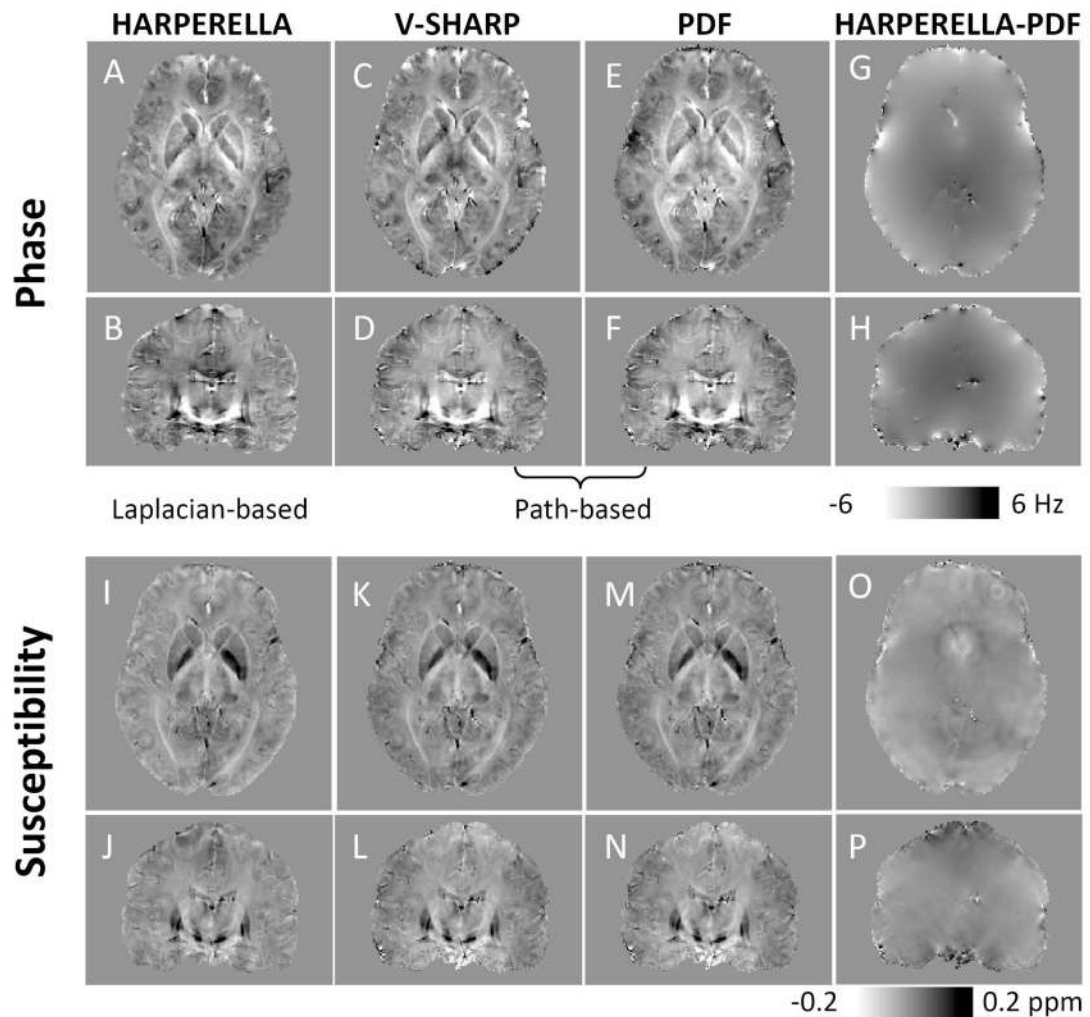 HARPERELLA V-SHARP PDF HARPERELLA-PDF
Phase
A C E G
B D F H
Laplacian-based Path-based -6 6 Hz
Susceptibility
I K M O
J L N P
-0.2 0.2 ppm